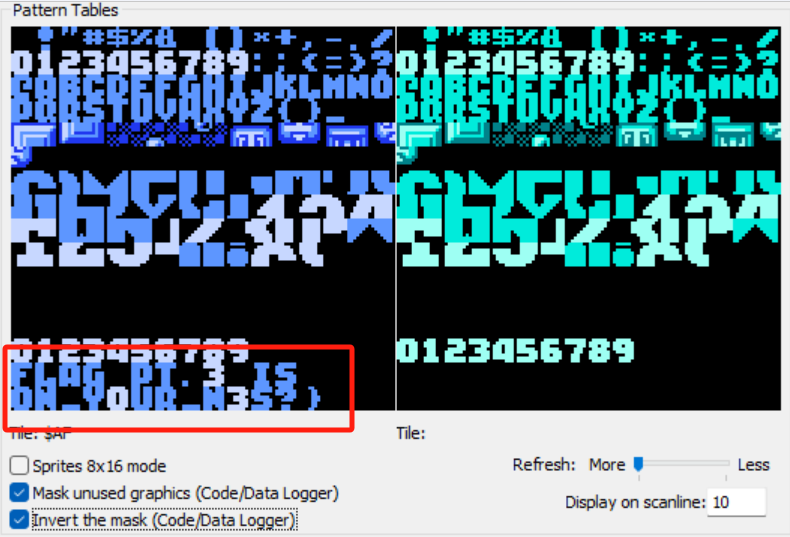 Pattern Tables
! " # $ % & ( ) × + , - . /
0123456789 : ; < = > ?
@ABCDEFGHIJKLMNO
PQRSTUVWXYZ _
! " # $ % & ( ) × + , - . /
0123456789 : ; < = > ?
@ABCDEFGHIJKLMNO
PQRSTUVWXYZ _
0123456789
FLAG PT. 3 IS
ON_YOUR_N3S? )
0123456789
Tile: $AF
Tile:
Sprites 8x16 mode
Refresh: More Less
Mask unused graphics (Code/Data Logger)
Display on scanline: 10
Invert the mask (Code/Data Logger)